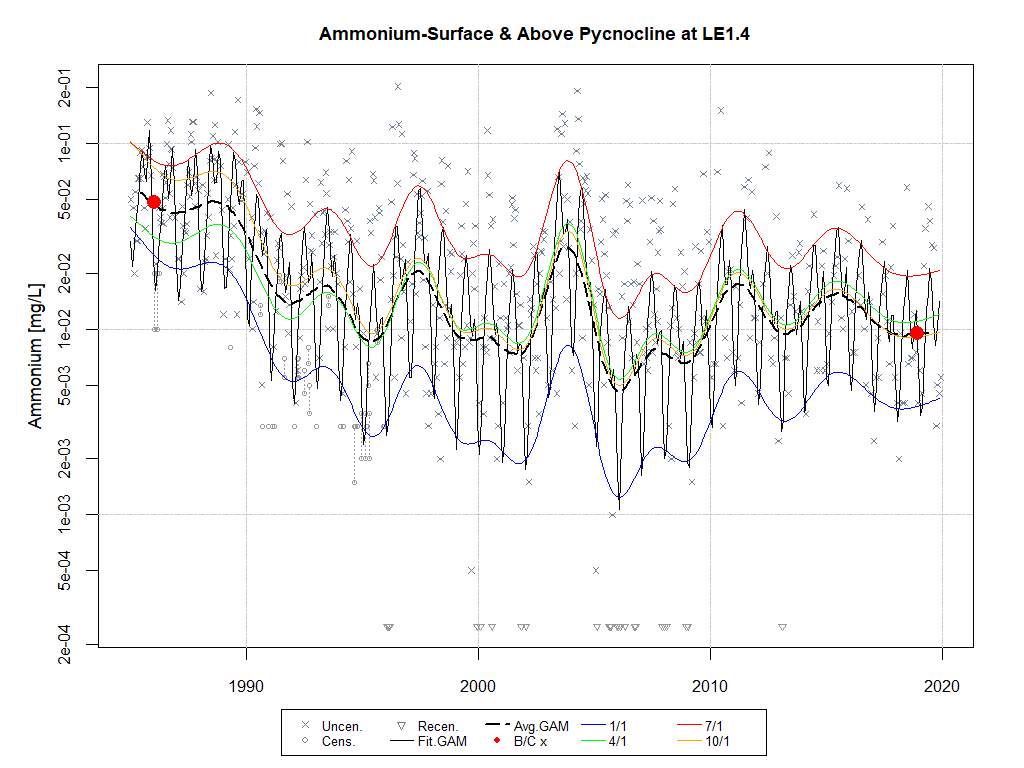 Ammonium-Surface & Above Pycnocline at LE1.4
Ammonium [mg/L]
2e-01
1e-01
5e-02
2e-02
1e-02
5e-03
2e-03
1e-03
5e-04
2e-04
1990 2000 2010 2020
Uncen. Recen. Avg.GAM 1/1 7/1
Cens. Fit.GAM B/C x 4/1 10/1